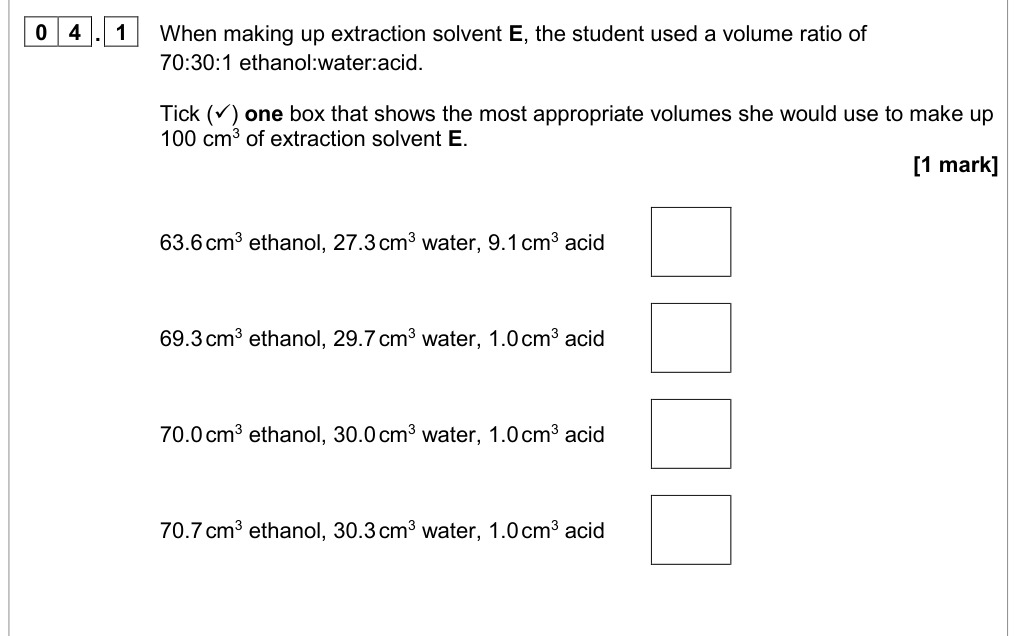 04.1 When making up extraction solvent E, the student used a volume ratio of
70:30:1 ethanol:water:acid.
Tick (✓) one box that shows the most appropriate volumes she would use to make up
100 cm³ of extraction solvent E.
[1 mark]
63.6 cm³ ethanol, 27.3 cm³ water, 9.1 cm³ acid
69.3 cm³ ethanol, 29.7 cm³ water, 1.0 cm³ acid
70.0 cm³ ethanol, 30.0 cm³ water, 1.0 cm³ acid
70.7 cm³ ethanol, 30.3 cm³ water, 1.0 cm³ acid